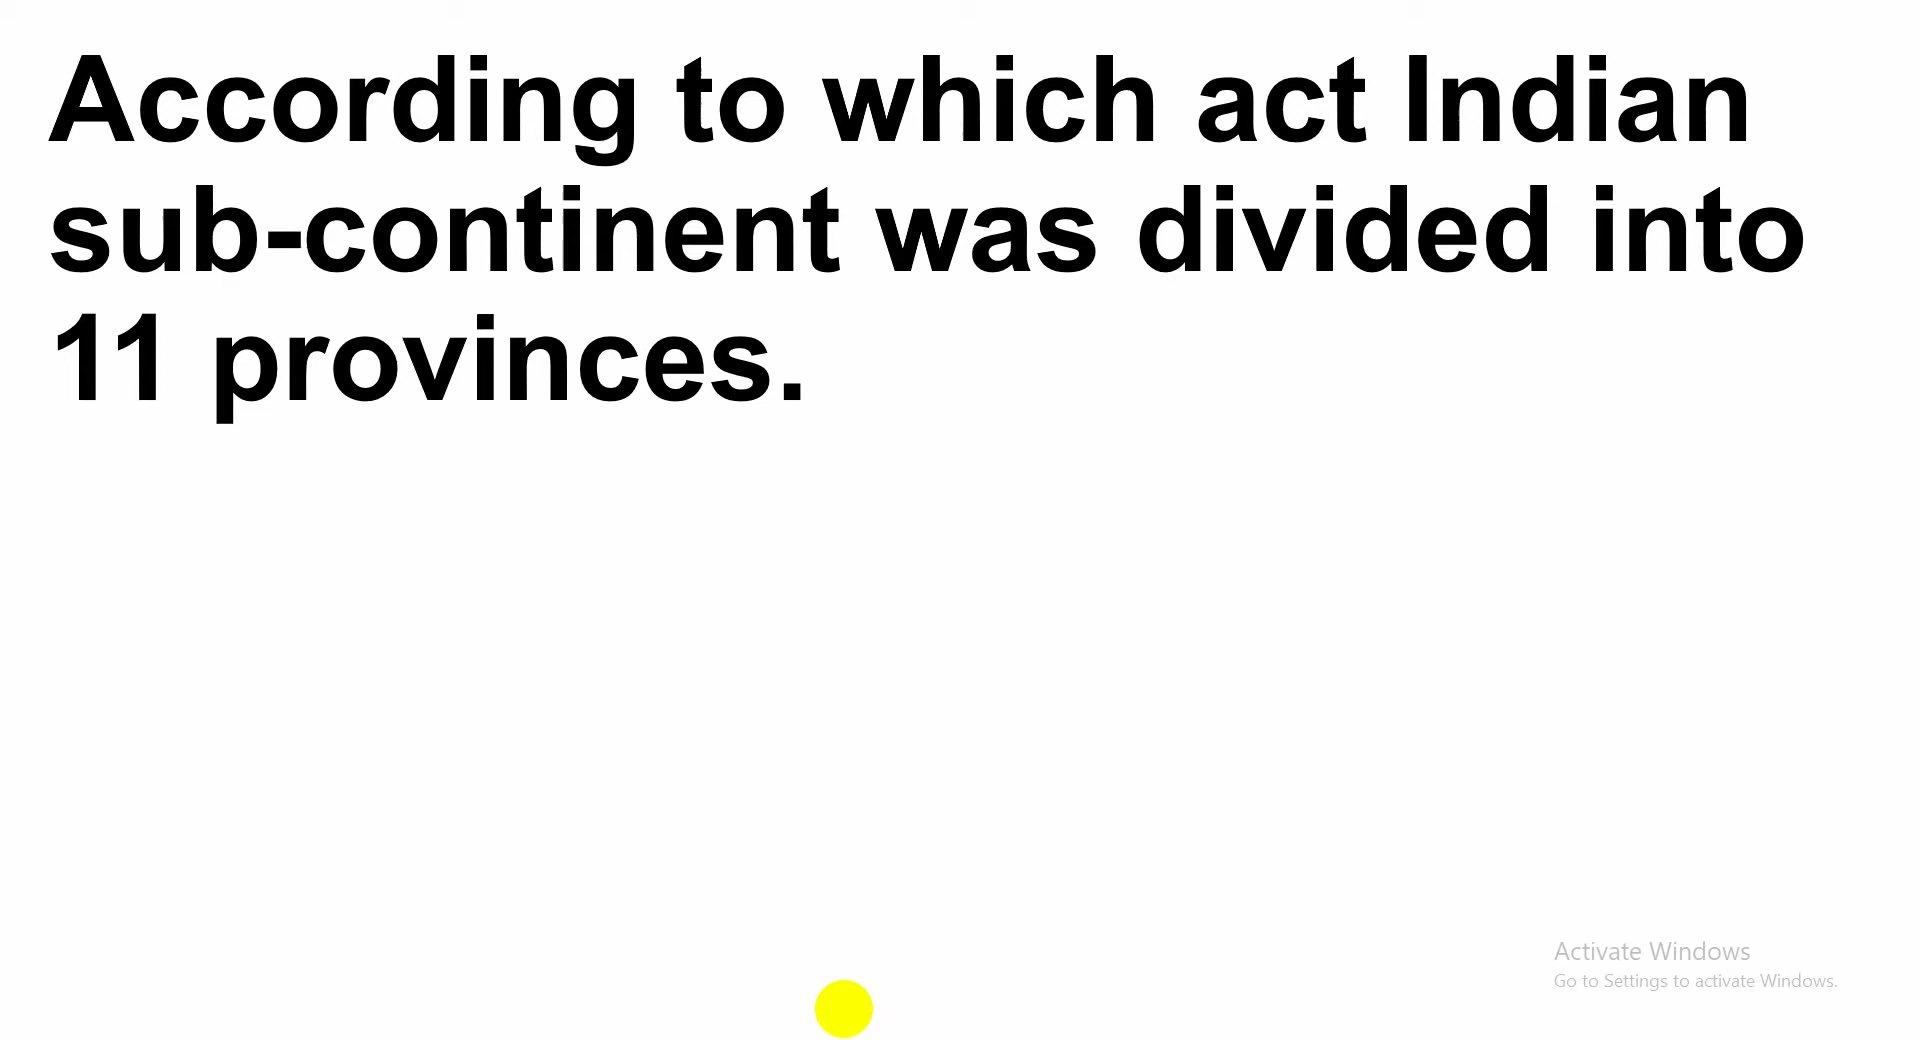 According to which act Indian
sub-continent was divided into
11 provinces.
Activate Windows
Go to Settings to activate Windows.